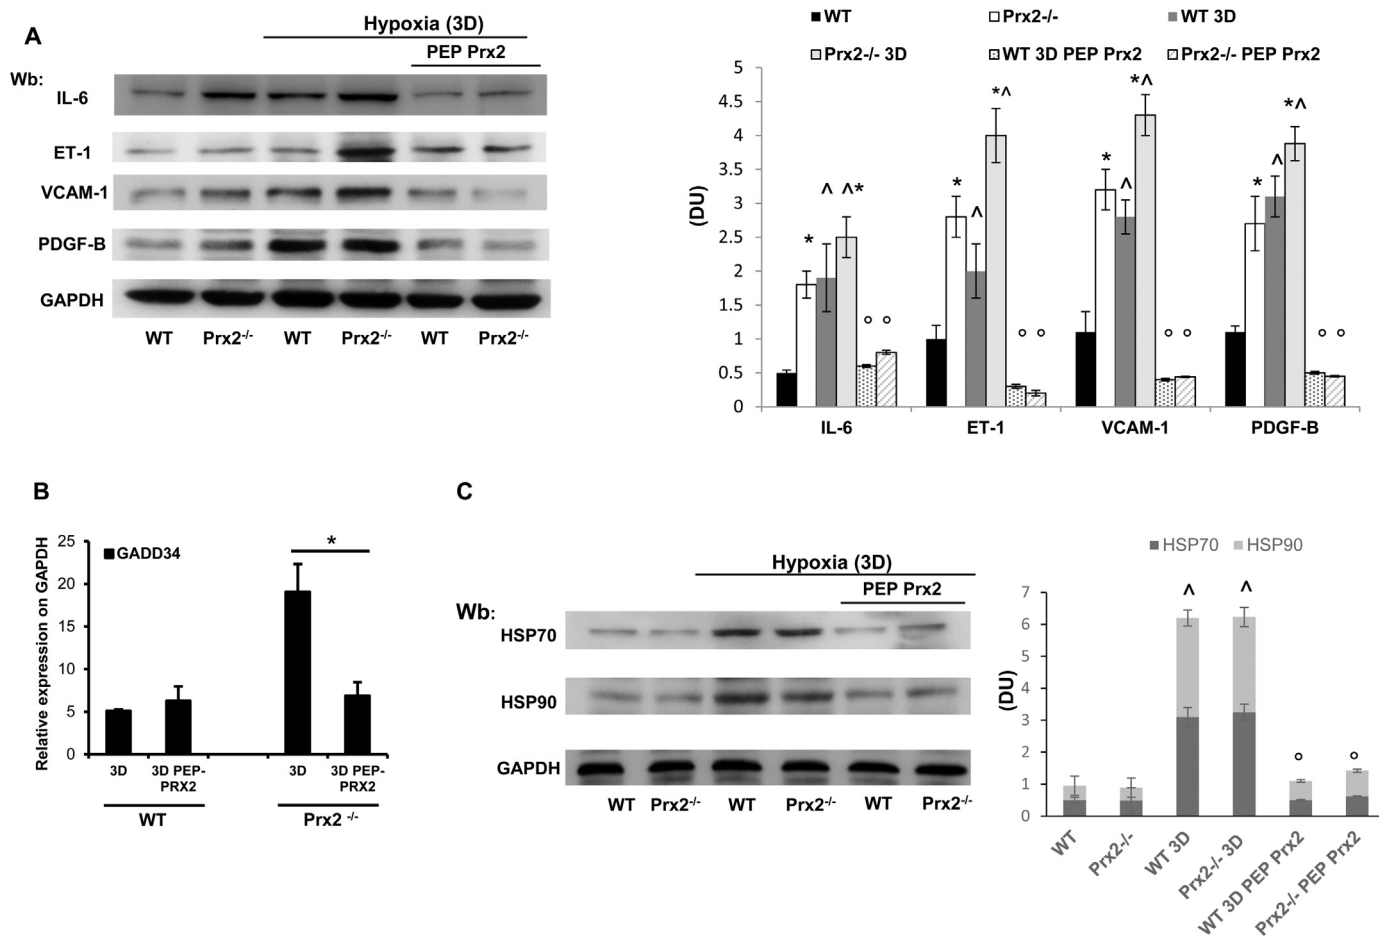 A
Hypoxia (3D)
PEP Prx2
Wb:
IL-6
ET-1
VCAM-1
PDGF-B
GAPDH
WT Prx2-/- WT Prx2-/- WT Prx2-/-
WT Prx2-/- WT 3D
Prx2-/- 3D WT 3D PEP Prx2 Prx2-/- PEP Prx2
(DU)
5
4.5
4
3.5
3
2.5
2
1.5
1
0.5
0
* ^ ^* ° °
* ^ *^ ° °
* ^ *^ ° °
* ^ *^ ° °
IL-6 ET-1 VCAM-1 PDGF-B
B
GADD34
Relative expression on GAPDH
25
20
15
10
5
0
*
3D 3D PEP-PRX2 3D 3D PEP-PRX2
WT Prx2 -/-
C
Hypoxia (3D)
PEP Prx2
Wb:
HSP70
HSP90
GAPDH
WT Prx2-/- WT Prx2-/- WT Prx2-/-
HSP70 HSP90
(DU)
7
6
5
4
3
2
1
0
^ ^ ° °
WT Prx2-/- WT 3D Prx2-/- 3D WT 3D PEP Prx2 Prx2-/- PEP Prx2